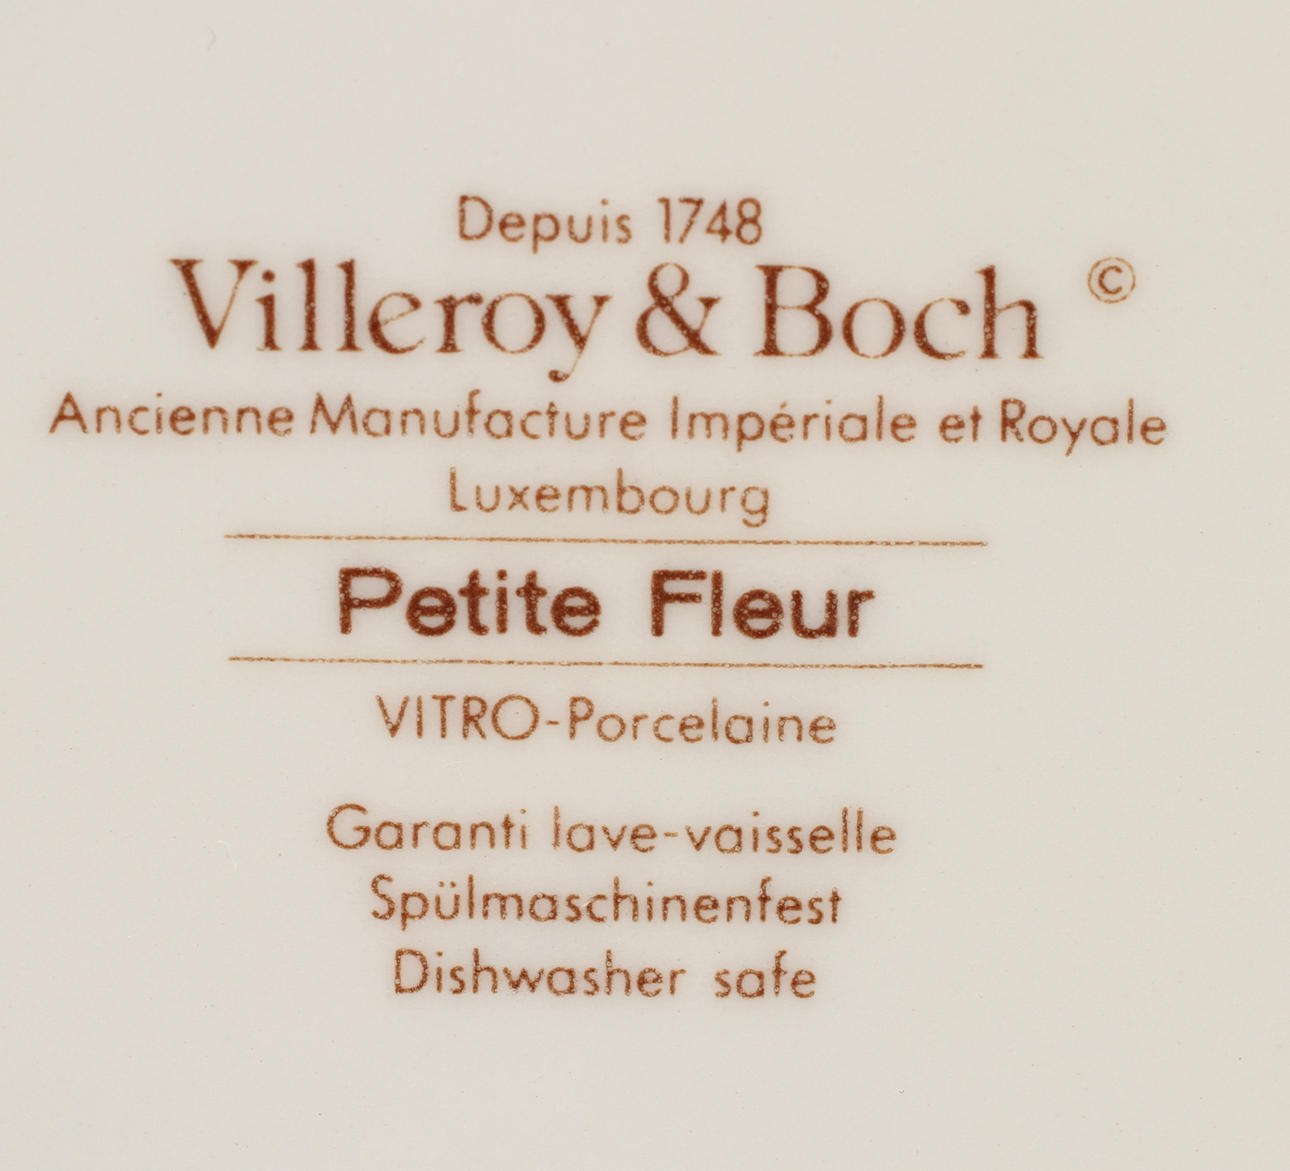 Depuis 1748
Villeroy & Boch ©
Ancienne Manufacture Impériale et Royale
Luxembourg
Petite Fleur
VITRO-Porcelaine
Garanti lave-vaisselle
Spülmaschinenfest
Dishwasher safe